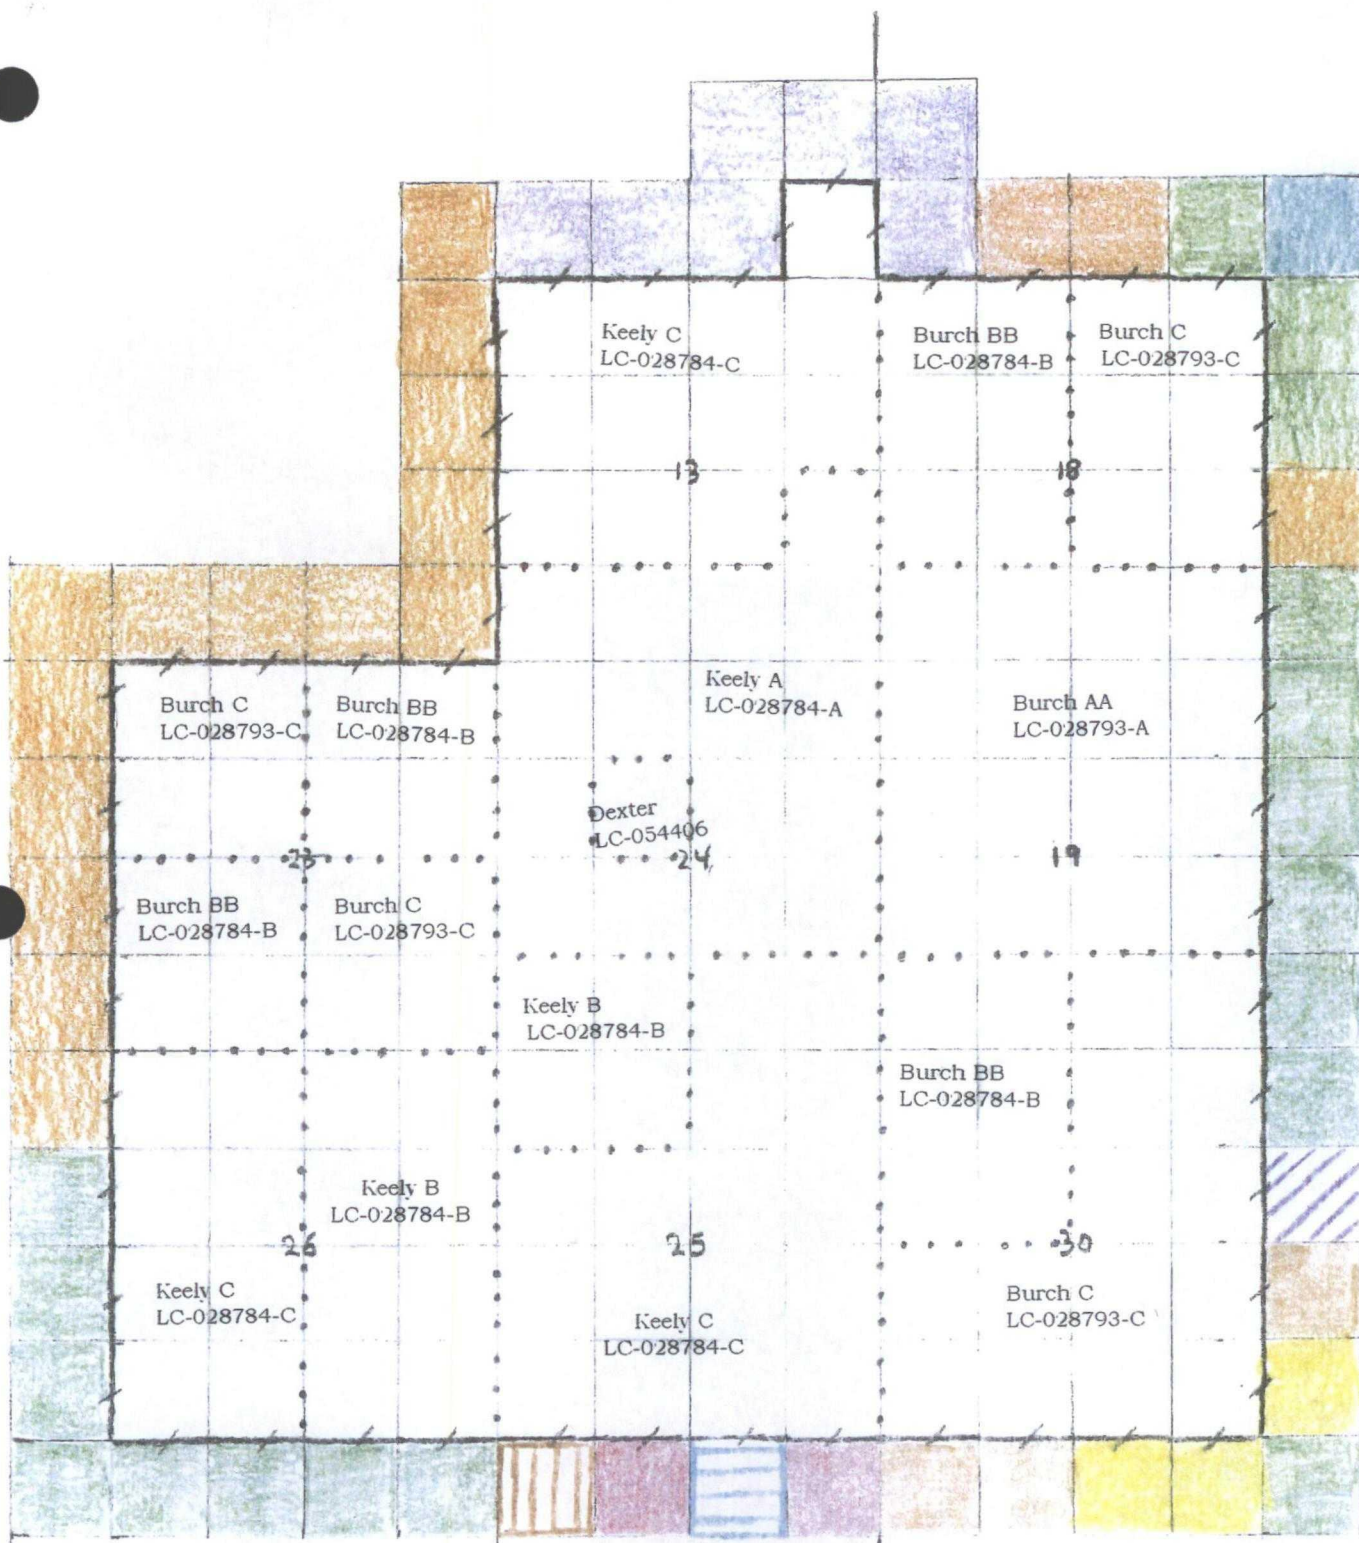 Keely C
LC-028784-C
Burch BB
LC-028784-B
Burch C
LC-028793-C
13
18
Keely A
LC-028784-A
Burch AA
LC-028793-A
Burch C
LC-028793-C
Burch BB
LC-028784-B
Dexter
LC-054406
23
24
19
Burch BB
LC-028784-B
Burch C
LC-028793-C
Keely B
LC-028784-B
Burch BB
LC-028784-B
Keely B
LC-028784-B
26
25
30
Keely C
LC-028784-C
Keely C
LC-028784-C
Burch C
LC-028793-C